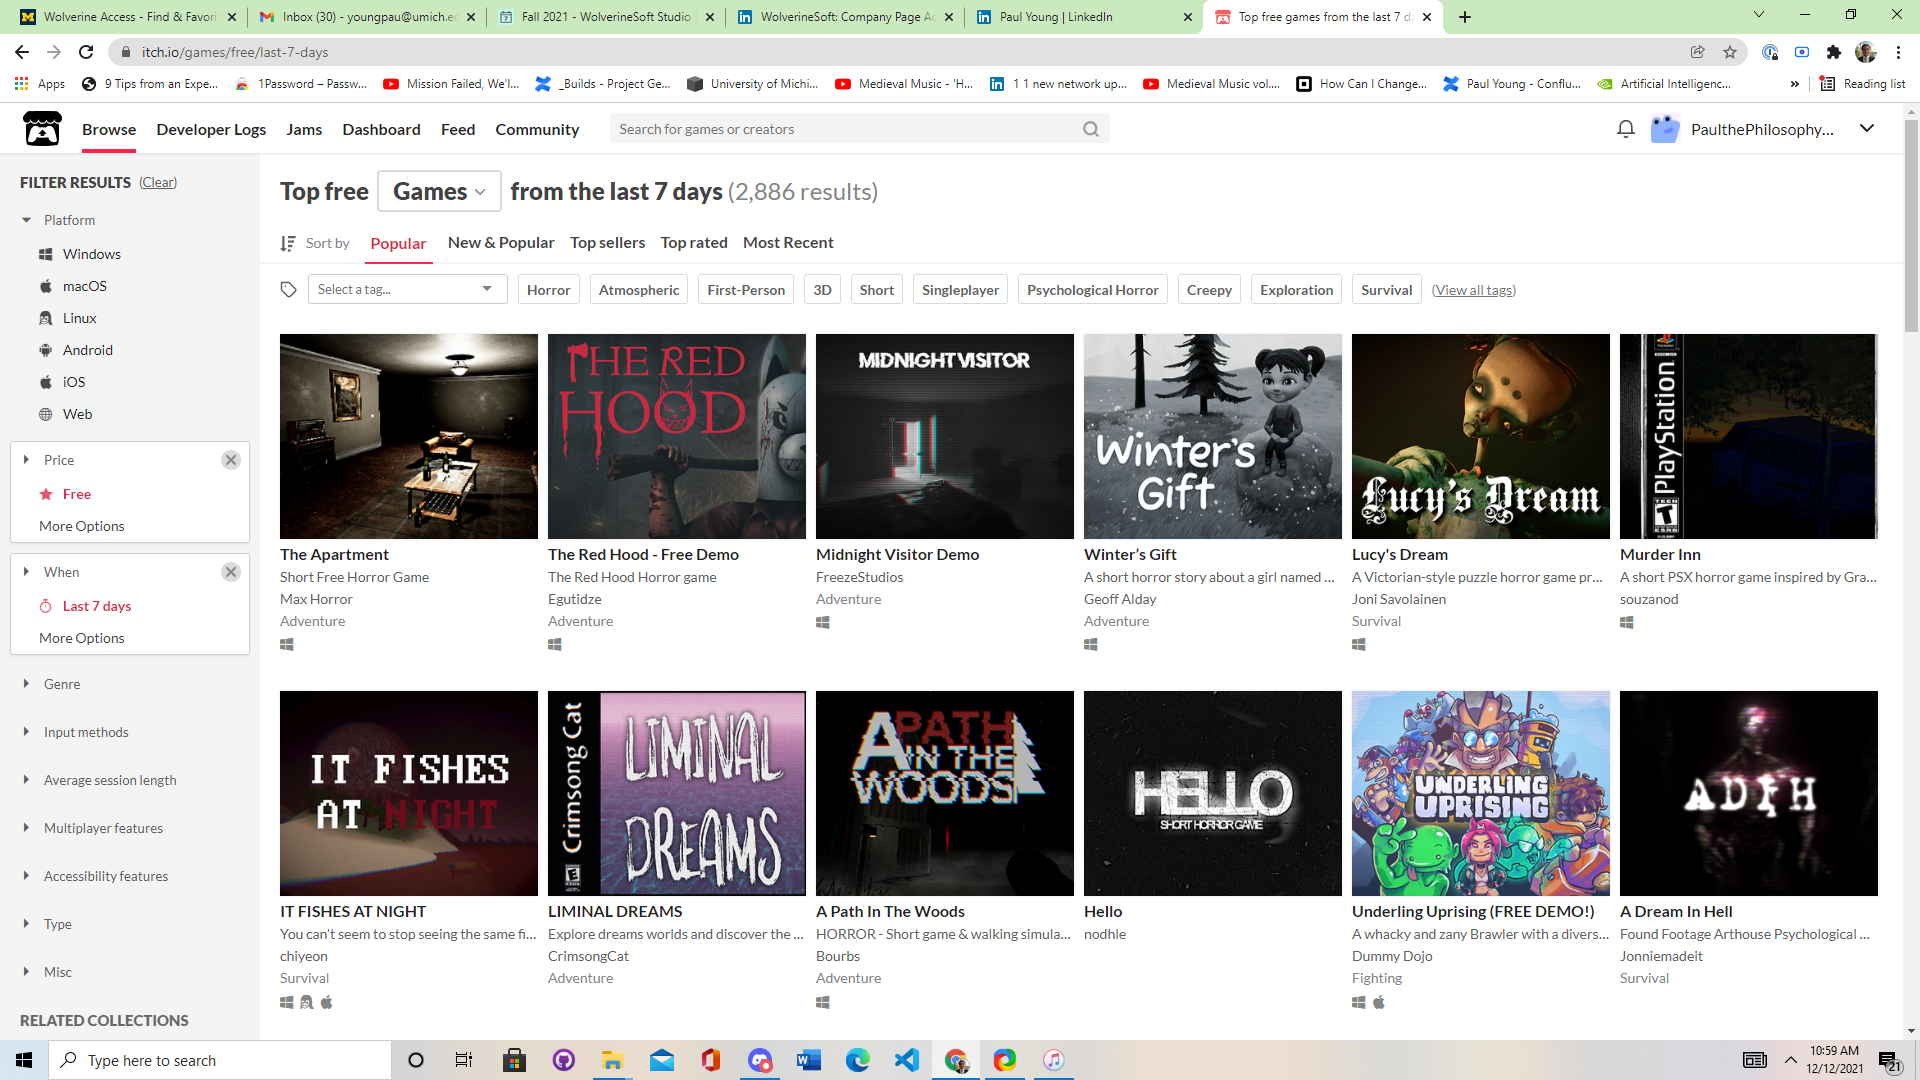 Wolverine Access - Find & Favori
Inbox (30) - youngpau@umich.ec
Fall 2021 - WolverineSoft Studio
WolverineSoft: Company Page Ad
Paul Young | LinkedIn
Top free games from the last 7 d
itch.io/games/free/last-7-days
Apps
9 Tips from an Expe...
1Password – Passw...
Mission Failed, We'l...
_Builds - Project Ge...
University of Michi...
Medieval Music - 'H...
1 1 new network up...
Medieval Music vol....
How Can I Change...
Paul Young - Conflu...
Artificial Intelligenc...
»
Reading list
Browse
Developer Logs
Jams
Dashboard
Feed
Community
Search for games or creators
PaulthePhilosophy...
FILTER RESULTS (Clear)
Platform
Windows
macOS
Linux
Android
iOS
Web
Price
Free
More Options
When
Last 7 days
More Options
Genre
Input methods
Average session length
Multiplayer features
Accessibility features
Type
Misc
RELATED COLLECTIONS
Top free Games from the last 7 days (2,886 results)
Sort by Popular New & Popular Top sellers Top rated Most Recent
Select a tag... Horror Atmospheric First-Person 3D Short Singleplayer Psychological Horror Creepy Exploration Survival (View all tags)
The Apartment
Short Free Horror Game
Max Horror
Adventure
THE RED
HOOD
The Red Hood - Free Demo
The Red Hood Horror game
Egutidze
Adventure
MIDNIGHT VISITOR
Midnight Visitor Demo
FreezeStudios
Adventure
Winter's
Gift
Winter's Gift
A short horror story about a girl named ...
Geoff Alday
Adventure
Lucy's Dream
Lucy's Dream
A Victorian-style puzzle horror game pr...
Joni Savolainen
Survival
PlayStation
TEEN
T
ESRB
Murder Inn
A short PSX horror game inspired by Gra...
souzanod
IT FISHES
AT NIGHT
IT FISHES AT NIGHT
You can't seem to stop seeing the same fi...
chiyeon
Survival
Crimsong Cat
E
LIMINAL
DREAMS
LIMINAL DREAMS
Explore dreams worlds and discover the ...
CrimsongCat
Adventure
A PATH
IN THE
WOODS
A Path In The Woods
HORROR - Short game & walking simula...
Bourbs
Adventure
HELLO
SHORT HORROR GAME
Hello
nodhle
UNDERLING
UPRISING
Underling Uprising (FREE DEMO!)
A whacky and zany Brawler with a divers...
Dummy Dojo
Fighting
ADIH
A Dream In Hell
Found Footage Arthouse Psychological ...
Jonniemadeit
Survival
Type here to search
10:59 AM
12/12/2021
21